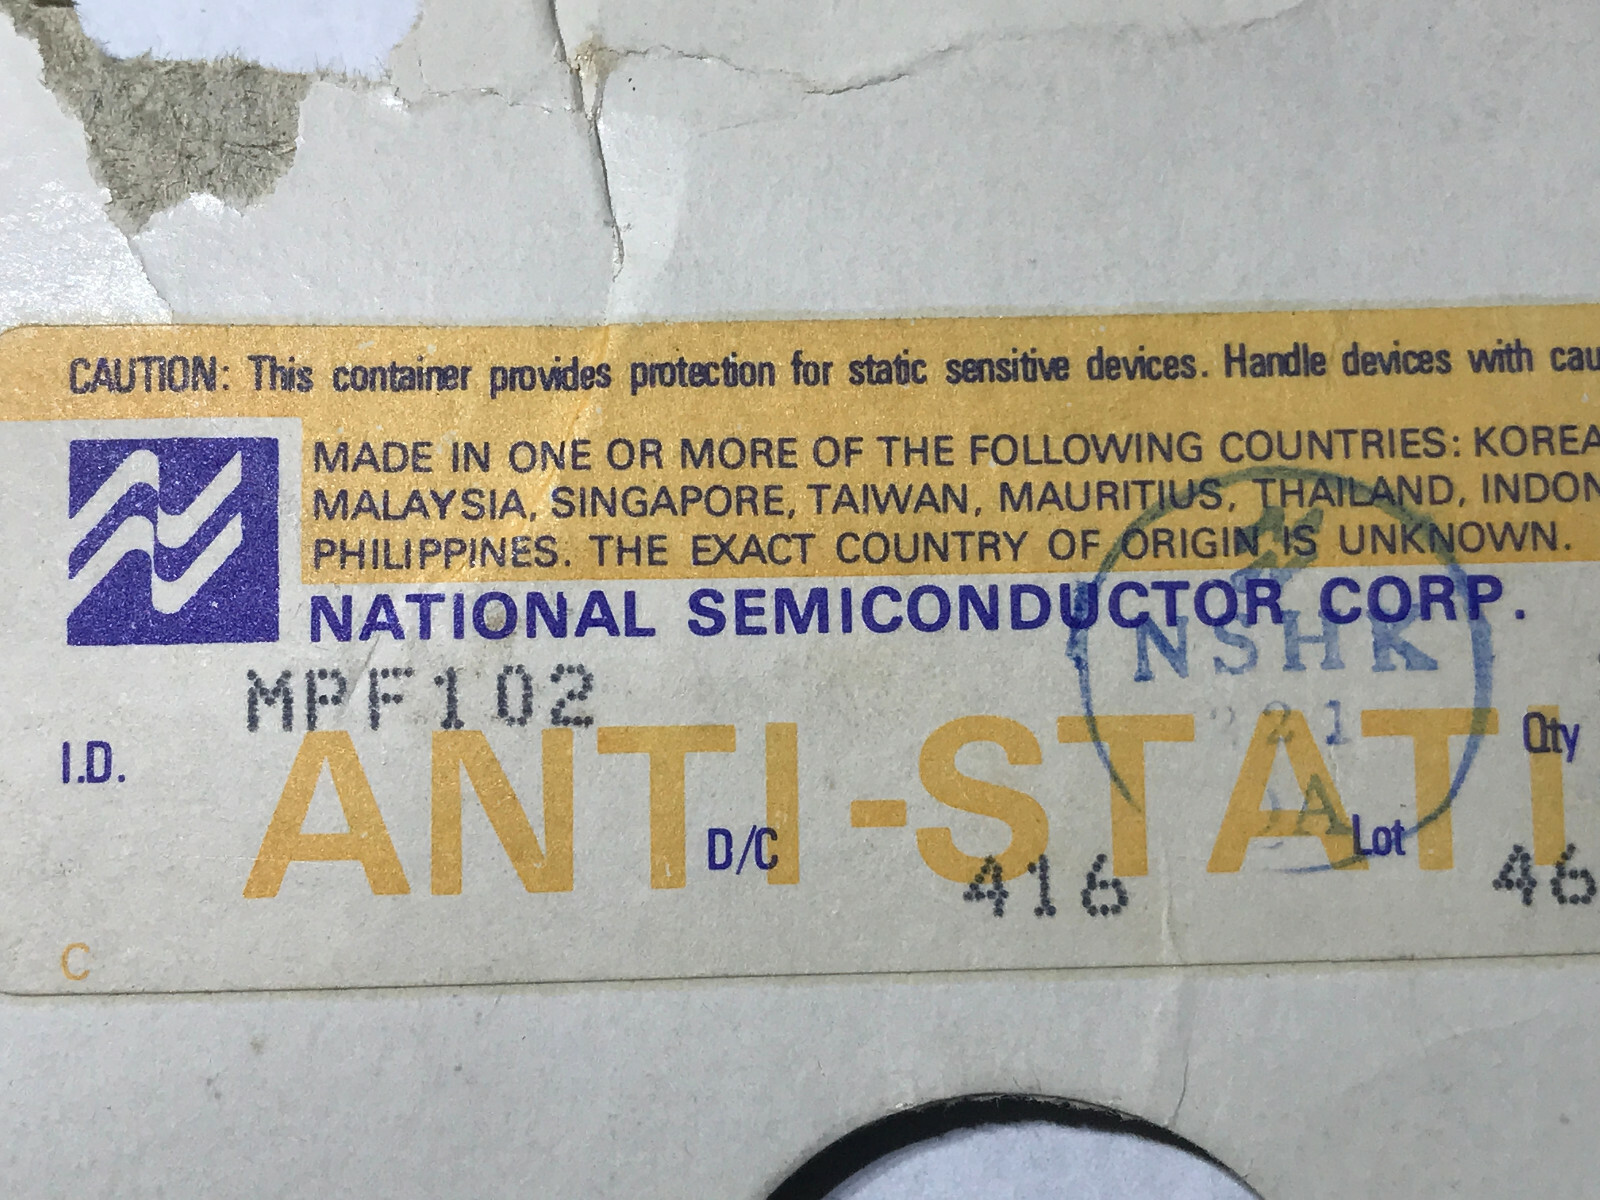 CAUTION: This container provides protection for static sensitive devices. Handle devices with cau
MADE IN ONE OR MORE OF THE FOLLOWING COUNTRIES: KOREA
MALAYSIA, SINGAPORE, TAIWAN, MAURITIUS, THAILAND, INDON
PHILIPPINES. THE EXACT COUNTRY OF ORIGIN IS UNKNOWN.
NATIONAL SEMICONDUCTOR CORP.
NSHK
MPF102
21
I.D.
ANTI-STATI
Qty
A
D/C
416
Lot
46
C